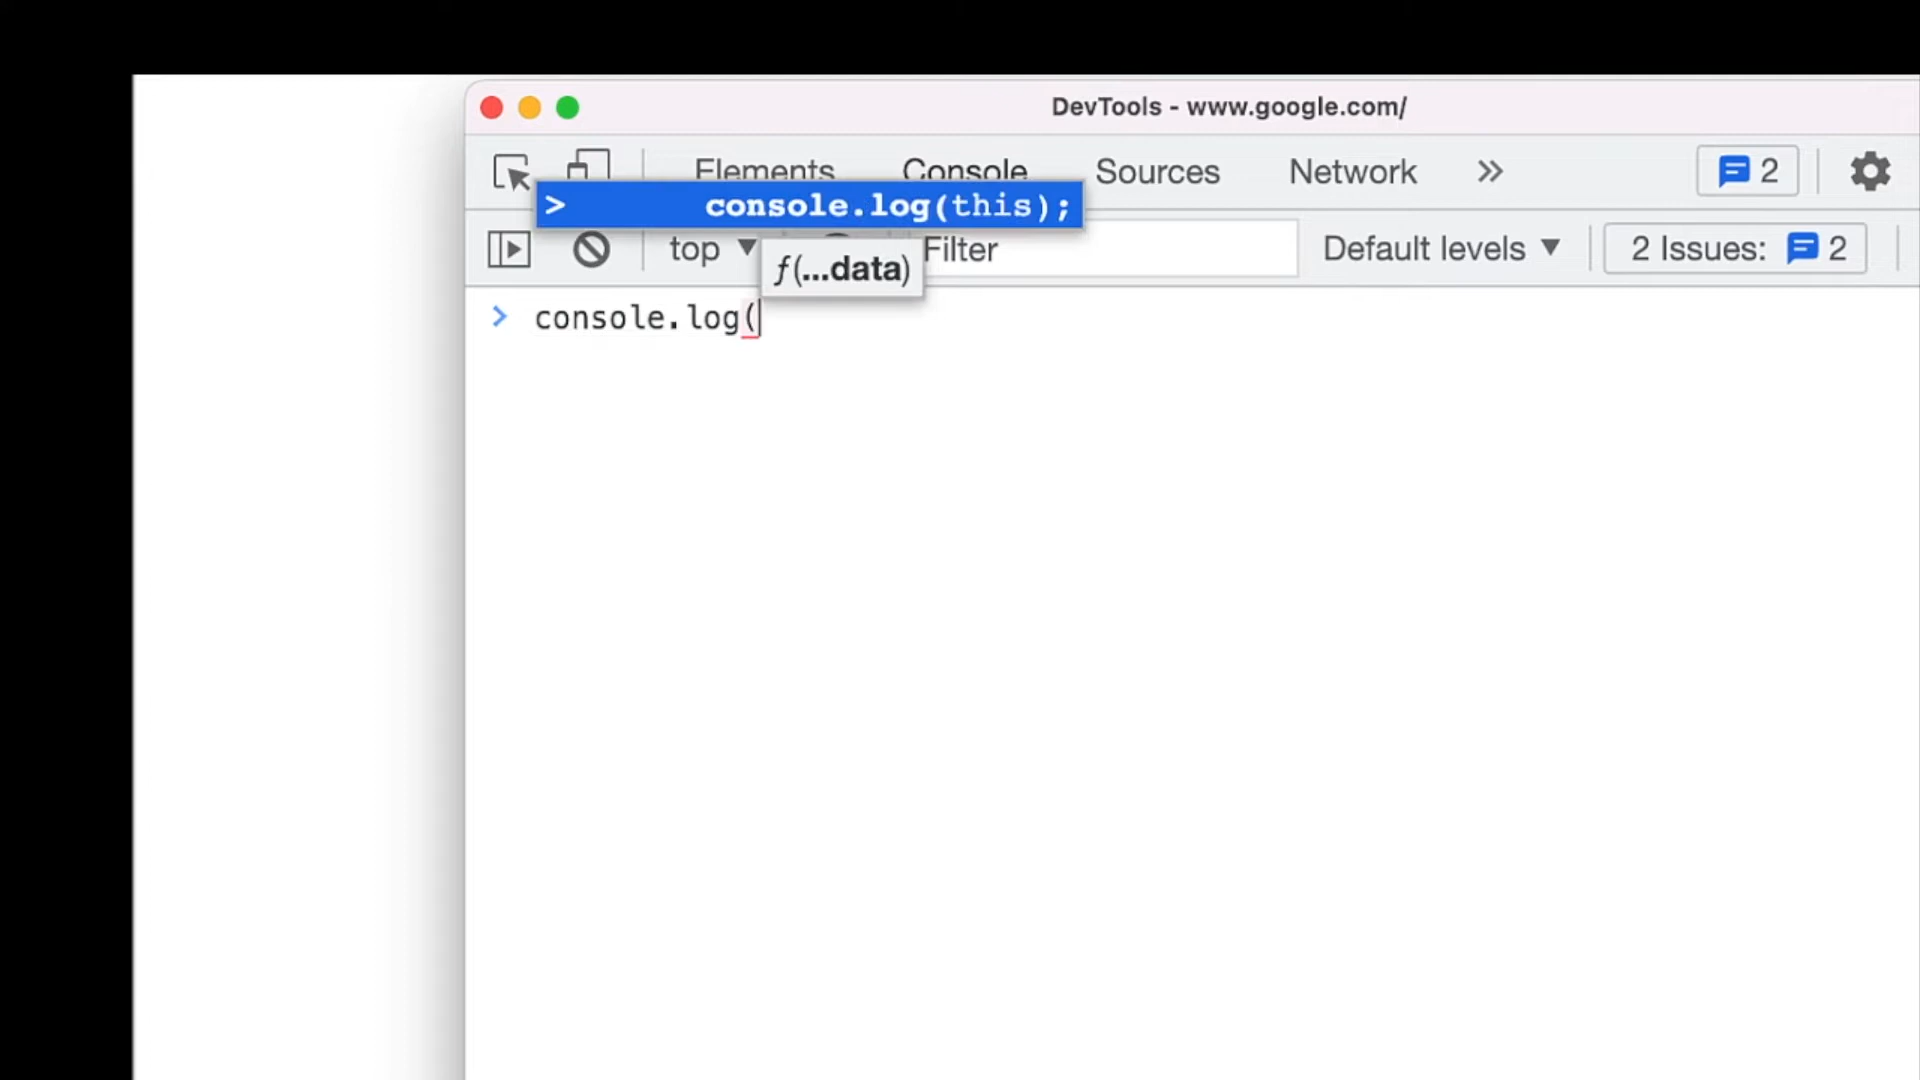 DevTools - www.google.com/
Elements Console Sources Network » 2
> console.log(this);
top ▼ Filter Default levels ▼ 2 Issues: 2
ƒ(...data)
> console.log(